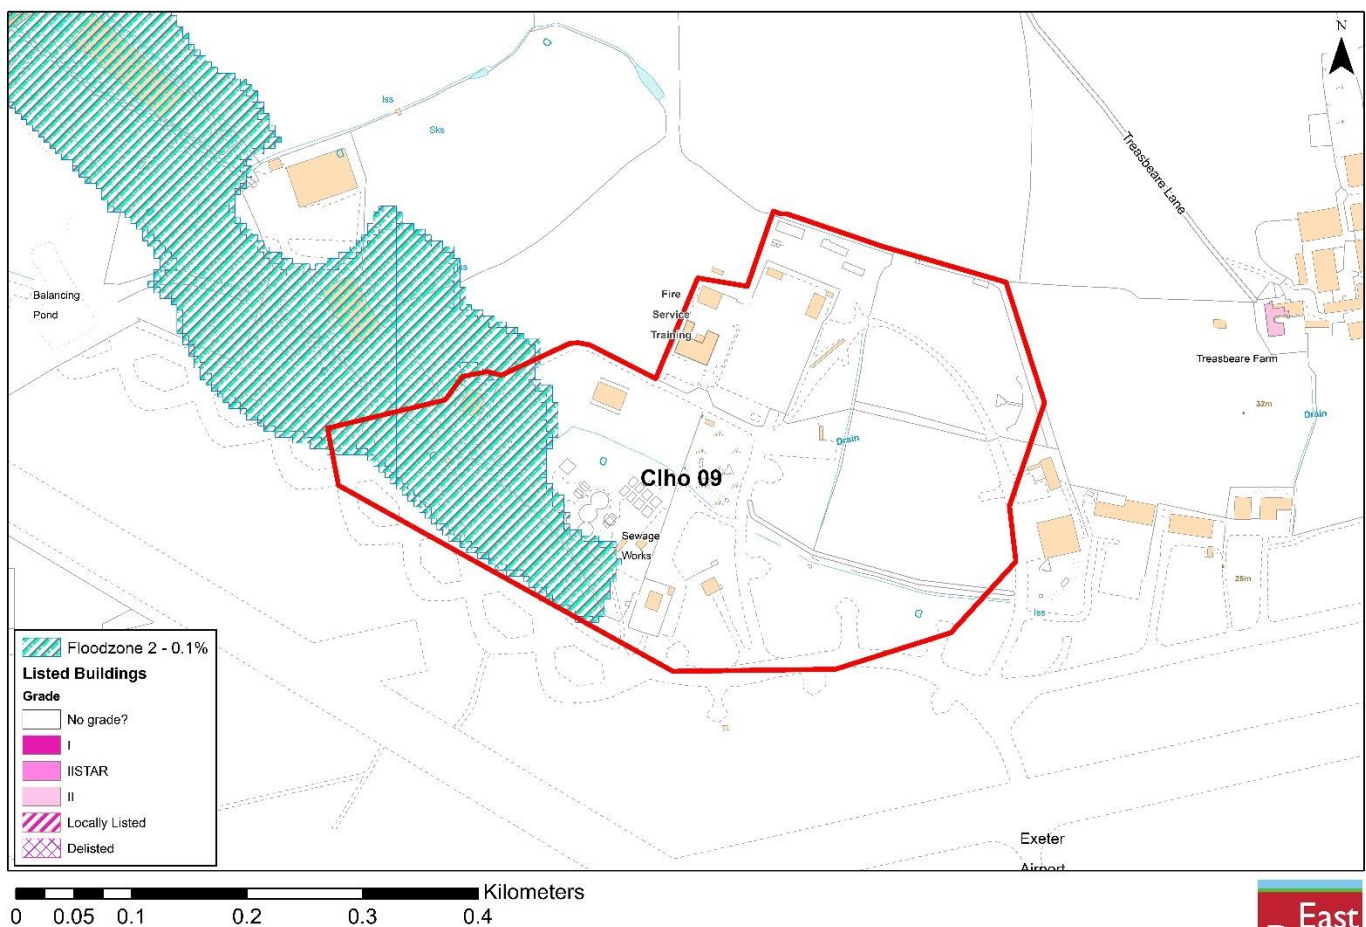 N
Iss
Sks
Treasbeare Lane
Iss
Balancing
Pond
Fire
Service
Training
Treasbeare Farm
32m
Drain
Drain
Clho 09
Sewage
Works
25m
Iss
Floodzone 2 - 0.1%
Listed Buildings
Grade
No grade?
I
IISTAR
II
Locally Listed
Delisted
Exeter
Airport
Kilometers
0 0.05 0.1 0.2 0.3 0.4
East